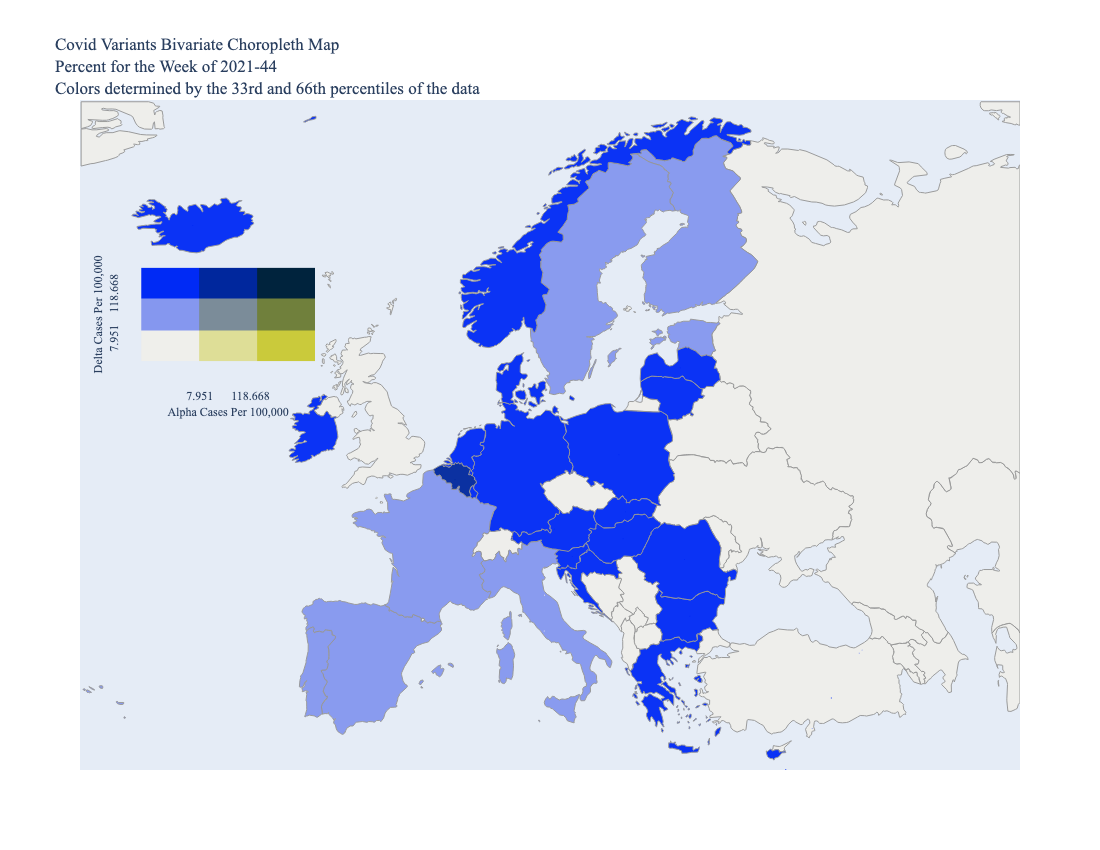 Covid Variants Bivariate Choropleth Map
Percent for the Week of 2021-44
Colors determined by the 33rd and 66th percentiles of the data
Delta Cases Per 100,000
7.951 118.668
7.951 118.668
Alpha Cases Per 100,000